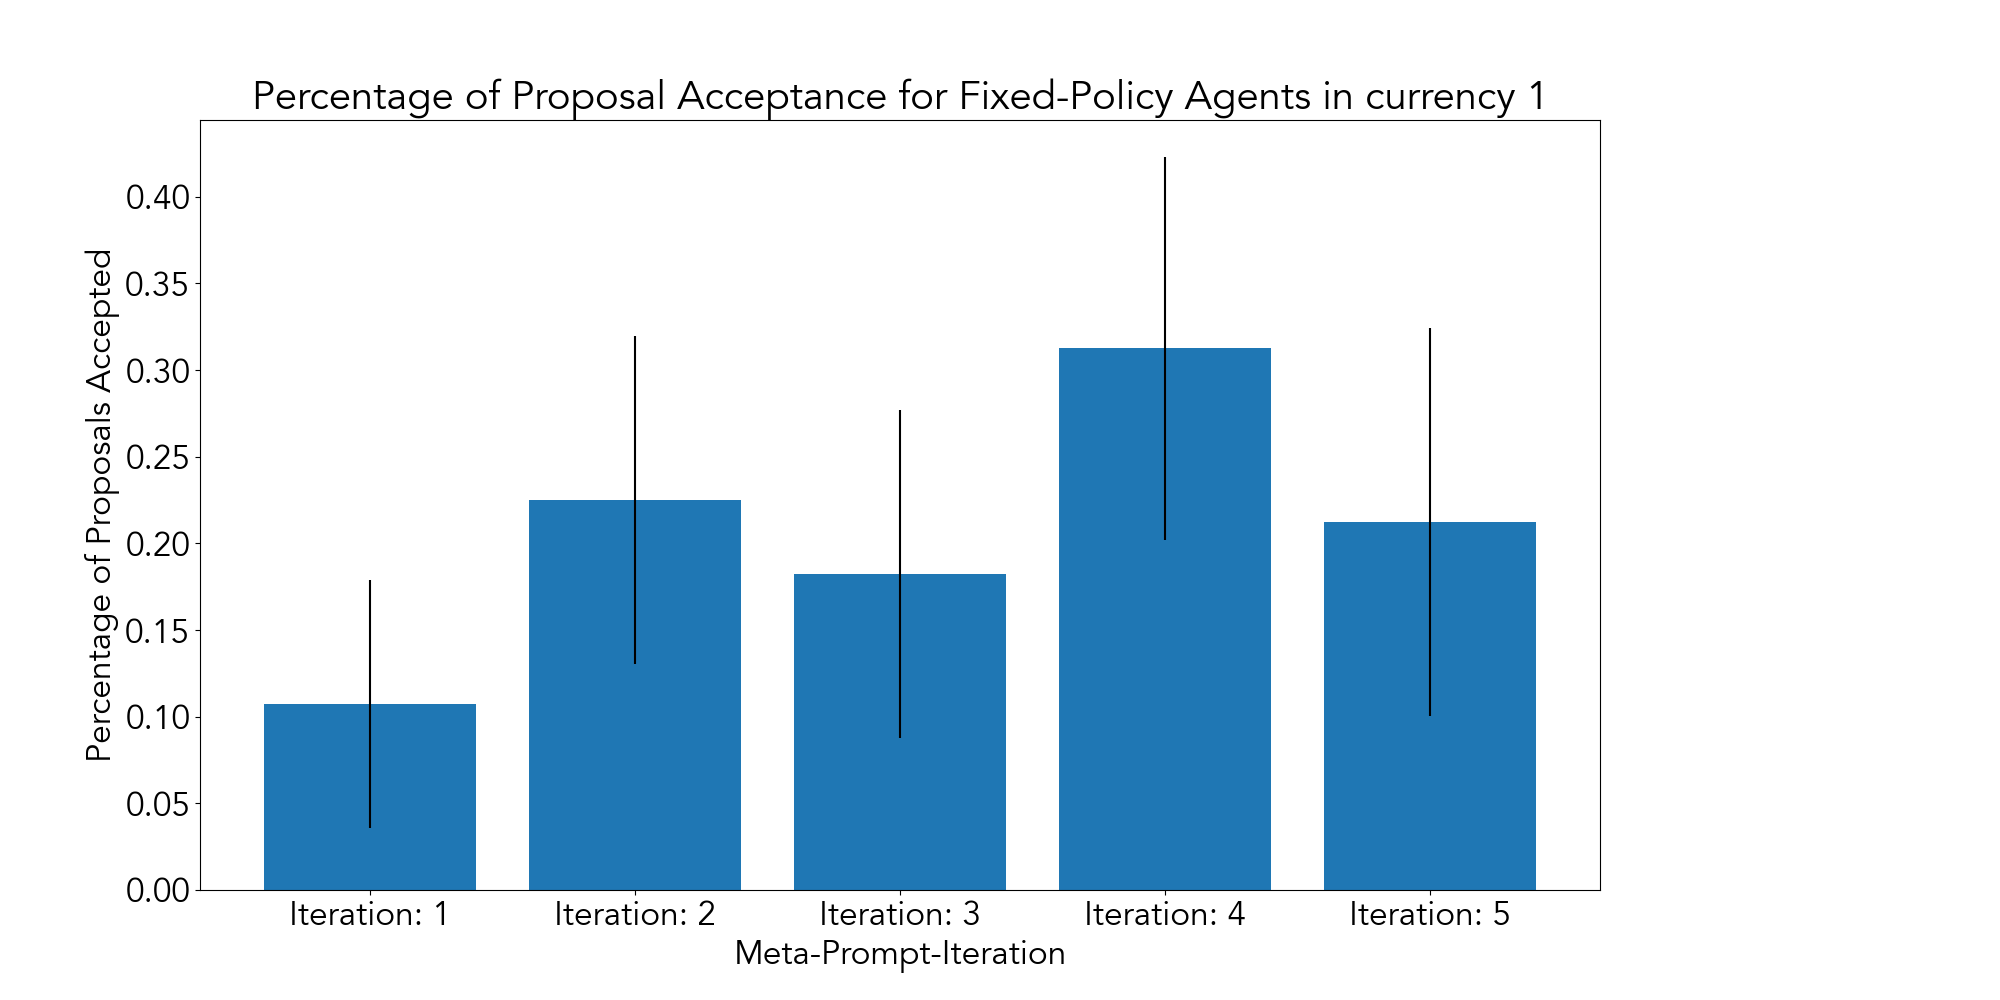 Percentage of Proposal Acceptance for Fixed-Policy Agents in currency 1
Percentage of Proposals Accepted
0.40
0.35
0.30
0.25
0.20
0.15
0.10
0.05
0.00
Iteration: 1
Iteration: 2
Iteration: 3
Iteration: 4
Iteration: 5
Meta-Prompt-Iteration